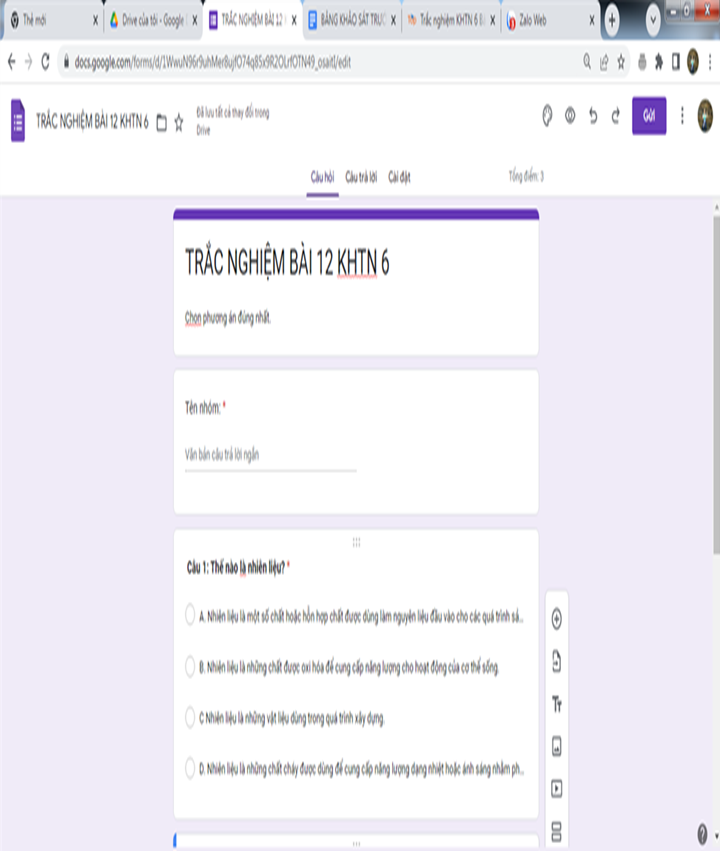 Thẻ mới
Drive của tôi - Google
TRẮC NGHIỆM BÀI 12
BẢNG KHẢO SÁT TRỰC
Trắc nghiệm KHTN 6 B
Zalo Web
docs.google.com/forms/d/1WwuN96r9uhMer8ujfO74q85x9R2OLrfOTN49_osaitI/edit
TRẮC NGHIỆM BÀI 12 KHTN 6
Đã lưu tất cả thay đổi trong
Drive
Gửi
Câu hỏi Câu trả lời Cài đặt
Tổng điểm: 3
TRẮC NGHIỆM BÀI 12 KHTN 6
Chọn phương án đúng nhất.
Tên nhóm: *
Văn bản câu trả lời ngắn
Câu 1: Thế nào là nhiên liệu? *
A. Nhiên liệu là một số chất hoặc hỗn hợp chất được dùng làm nguyên liệu đầu vào cho các quá trình sả...
B. Nhiên liệu là những chất được oxi hóa để cung cấp năng lượng cho hoạt động của cơ thể sống.
C Nhiên liệu là những vật liệu dùng trong quá trình xây dựng.
D. Nhiên liệu là những chất cháy được dùng để cung cấp năng lượng dạng nhiệt hoặc ánh sáng nhằm ph...
Tт